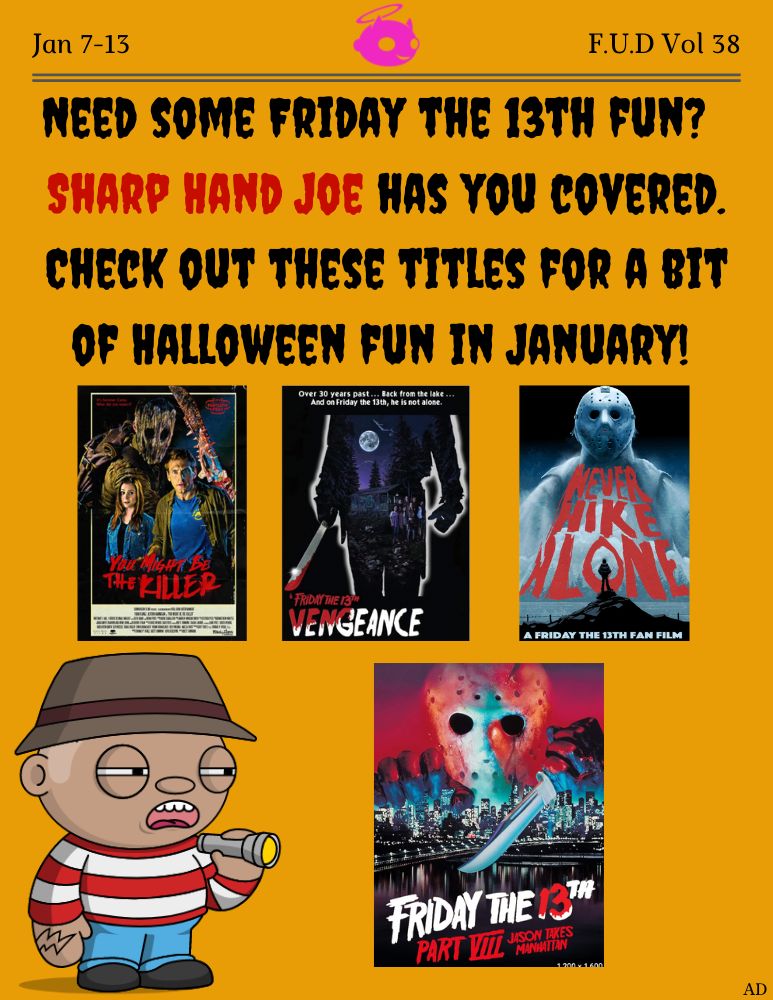 Jan 7-13
F.U.D Vol 38
NEED SOME FRIDAY THE 13TH FUN?
SHARP HAND JOE HAS YOU COVERED.
CHECK OUT THESE TITLES FOR A BIT
OF HALLOWEEN FUN IN JANUARY!
YOU MIGHT BE
THE KILLER
Over 30 years past... Back from the lake...
And on Friday the 13th, he is not alone.
FRIDAY THE 13TH
VENGEANCE
NEVER
HIKE
ALONE
A FRIDAY THE 13TH FAN FILM
FRIDAY THE 13TH
PART VIII JASON TAKES
MANHATTAN
1,200 × 1,600
AD